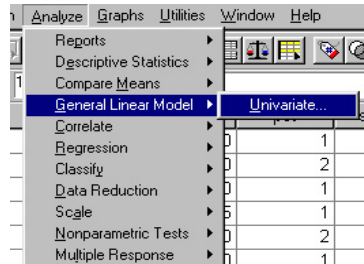 Analyze Graphs Utilities Window Help
Reports
Descriptive Statistics
Compare Means
General Linear Model Univariate...
Correlate
Regression 1
Classify 2
Data Reduction 1
Scale 1
Nonparametric Tests 2
Multiple Response 1